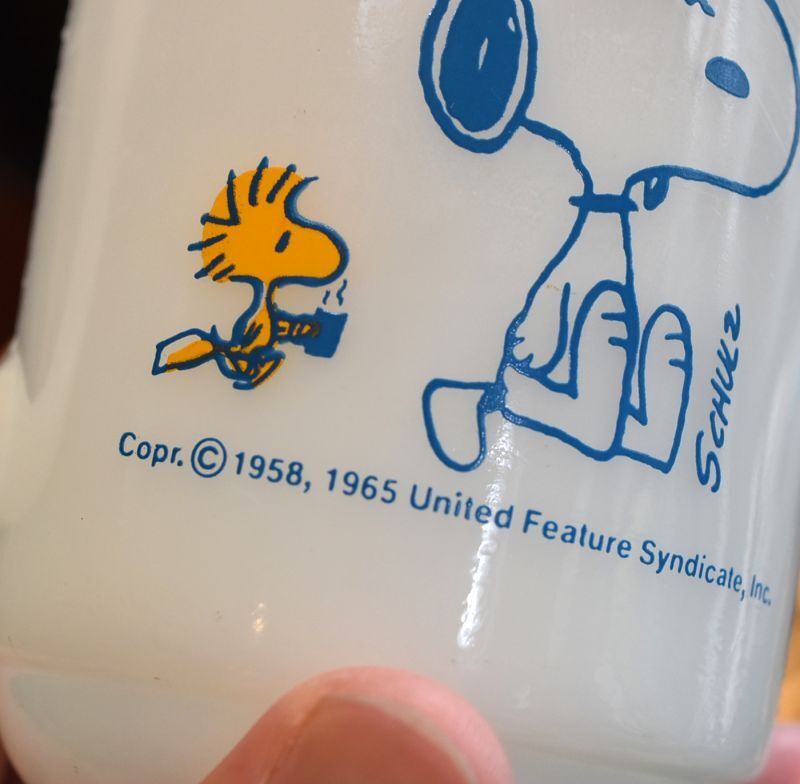 SCHULZ
Copr. © 1958, 1965 United Feature Syndicate, Inc.